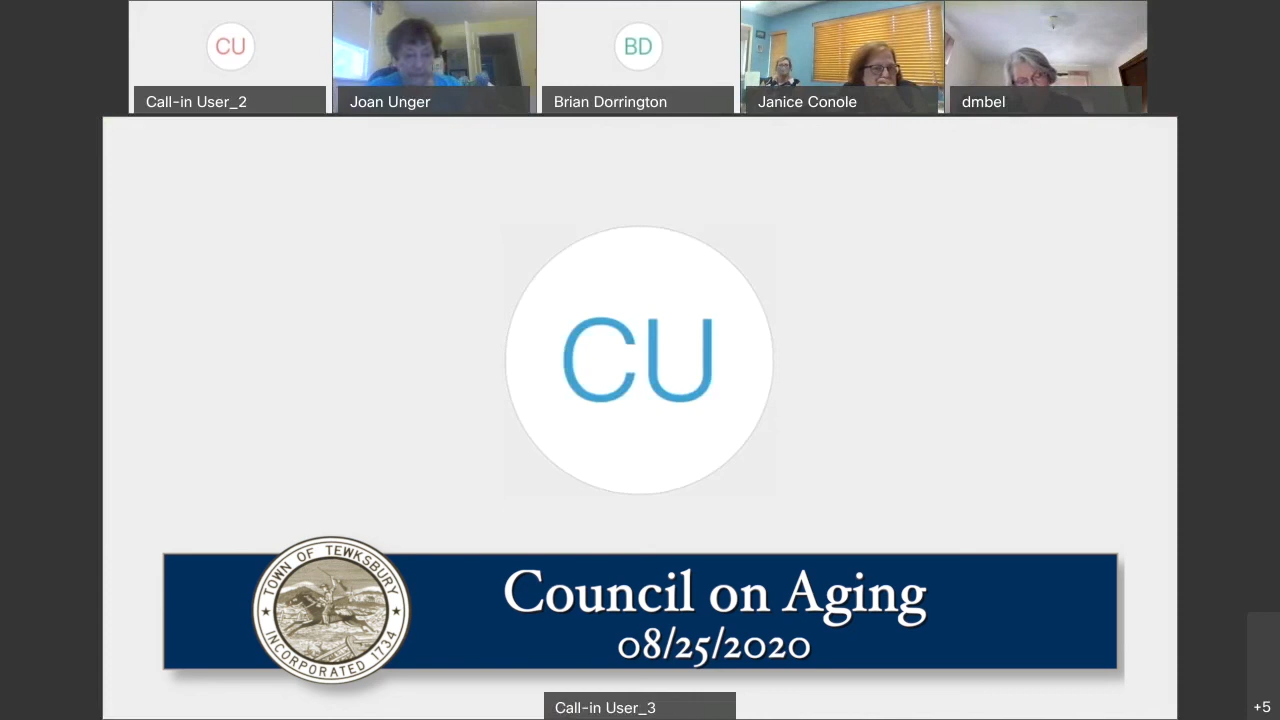 CU
BD
Call-in User_2
Joan Unger
Brian Dorrington
Janice Conole
dmbel
CU
TOWN OF TEWKSBURY
INCORPORATED 1734
Council on Aging
08/25/2020
Call-in User_3
+5